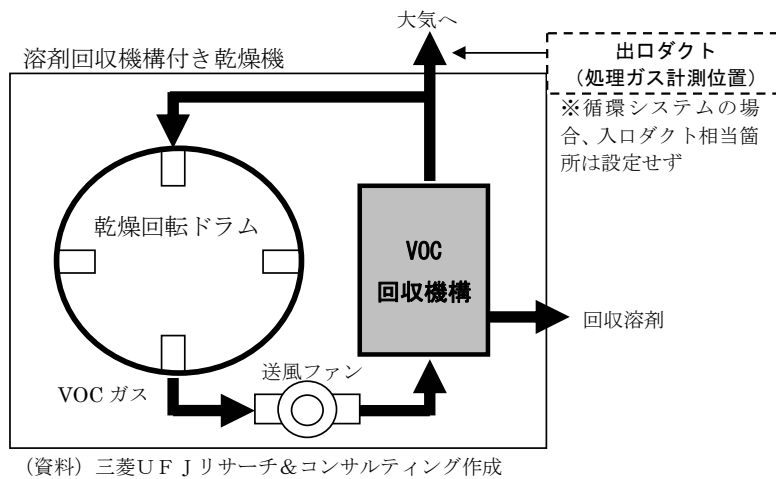 大気へ
溶剤回収機構付き乾燥機
出口ダクト
(処理ガス計測位置)
※循環システムの場
合、入口ダクト相当箇
所は設定せず
乾燥回転ドラム
VOC
回収機構
回収溶剤
送風ファン
VOC ガス
(資料)三菱UFJリサーチ&コンサルティング作成